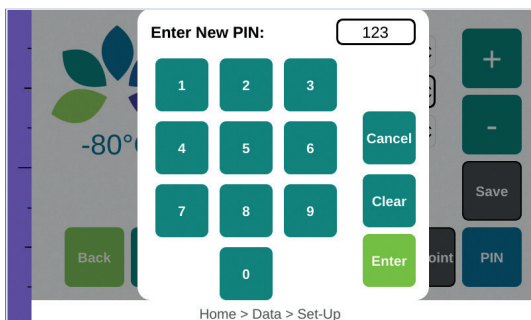 Enter New PIN: 123
1 2 3
4 5 6
7 8 9
0
Cancel
Clear
Enter
-80°
+
-
Save
Back
PIN
Home > Data > Set-Up